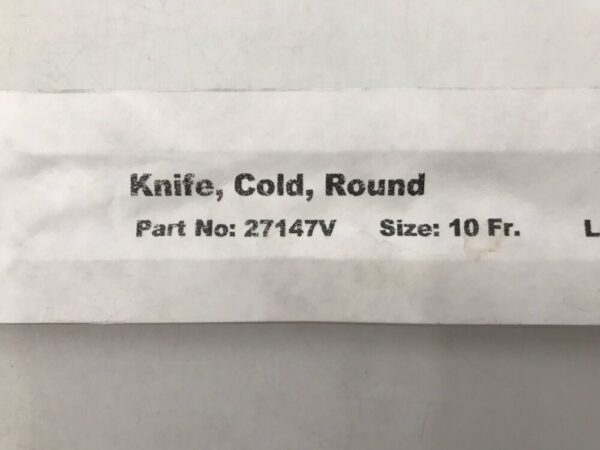 Knife, Cold, Round
Part No: 27147V Size: 10 Fr. L